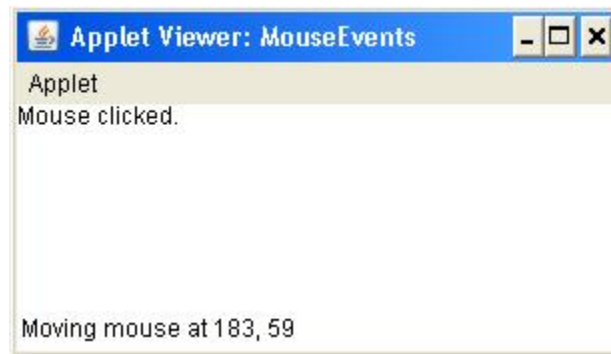 Applet Viewer: MouseEvents
Applet
Mouse clicked.
Moving mouse at 183, 59